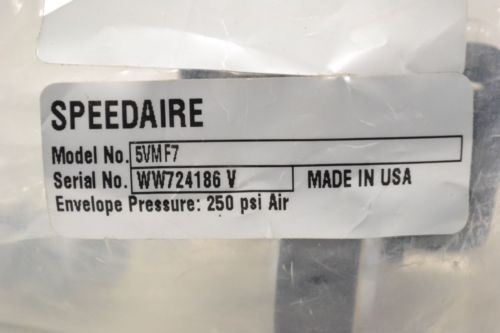 SPEEDAIRE
Model No. 5VMF7
Serial No. WW724186 V MADE IN USA
Envelope Pressure: 250 psi Air